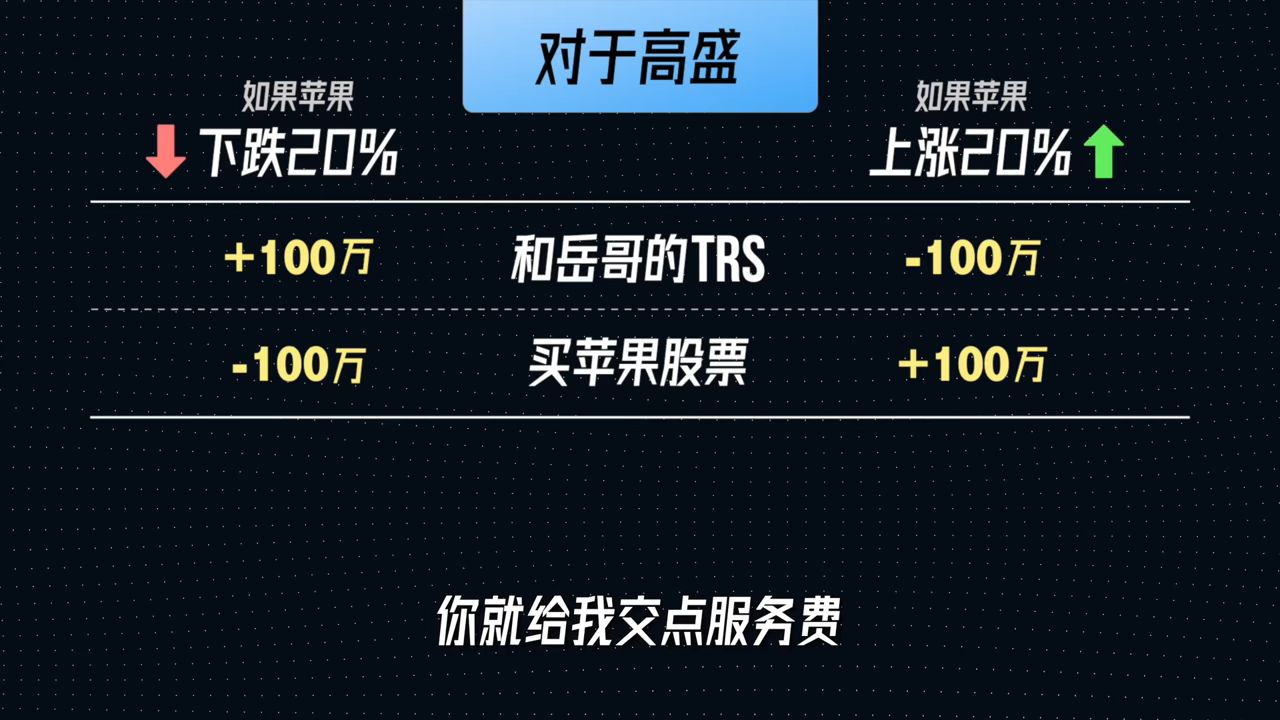 对于高盛
如果苹果
下跌20%
如果苹果
上涨20%
+100万
和岳哥的TRS
-100万
-100万
买苹果股票
+100万
你就给我交点服务费